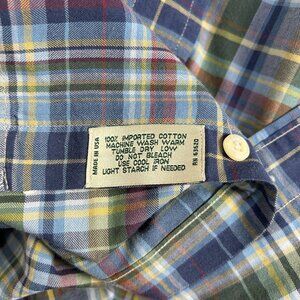 100% IMPORTED COTTON
MACHINE WASH WARM
TUMBLE DRY LOW
DO NOT BLEACH
USE COOL IRON
LIGHT STARCH IF NEEDED
MADE IN USA